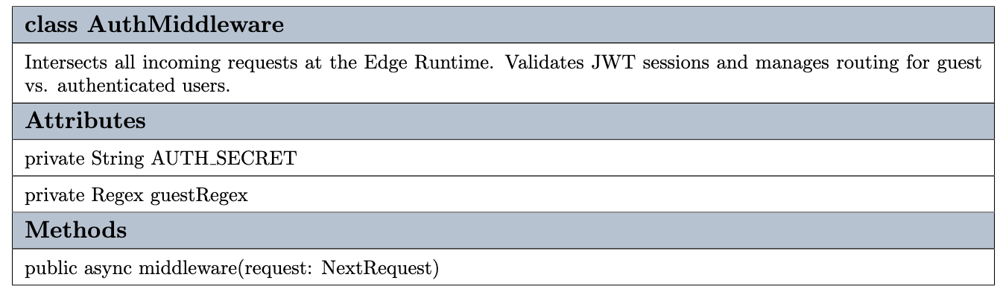 class AuthMiddleware
Intersects all incoming requests at the Edge Runtime. Validates JWT sessions and manages routing for guest
vs. authenticated users.
Attributes
private String AUTH_SECRET
private Regex guestRegex
Methods
public async middleware(request: NextRequest)